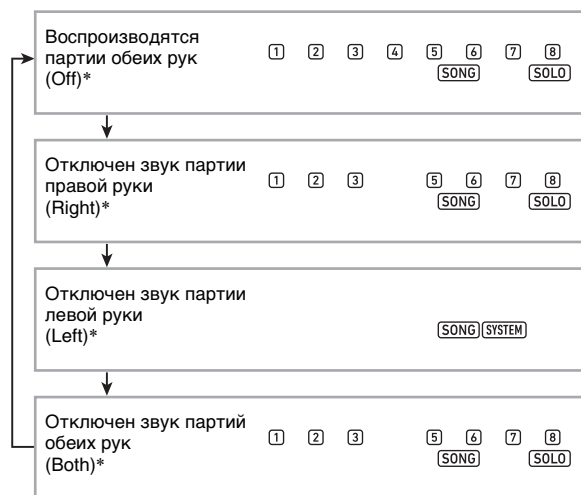 Воспроизводятся
партии обеих рук
(Off)*
1 2 3 4 5 6 7 8
SONG SOLO
Отключен звук партии
правой руки
(Right)*
1 2 3 5 6 7 8
SONG SOLO
Отключен звук партии
левой руки
(Left)*
SONG SYSTEM
Отключен звук партий
обеих рук
(Both)*
1 2 3 5 6 7 8
SONG SOLO